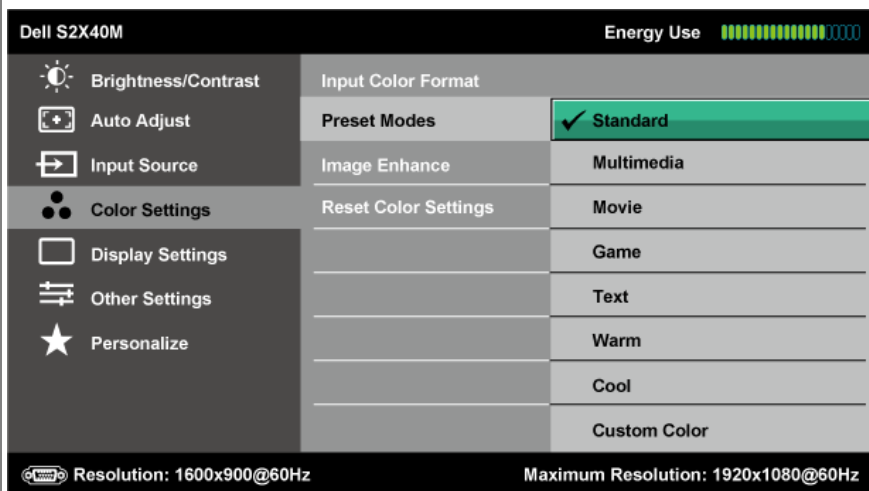 Dell S2X40M
Energy Use
Brightness/Contrast
Auto Adjust
Input Source
Color Settings
Display Settings
Other Settings
Personalize
Input Color Format
Preset Modes
Image Enhance
Reset Color Settings
Standard
Multimedia
Movie
Game
Text
Warm
Cool
Custom Color
Resolution: 1600x900@60Hz
Maximum Resolution: 1920x1080@60Hz